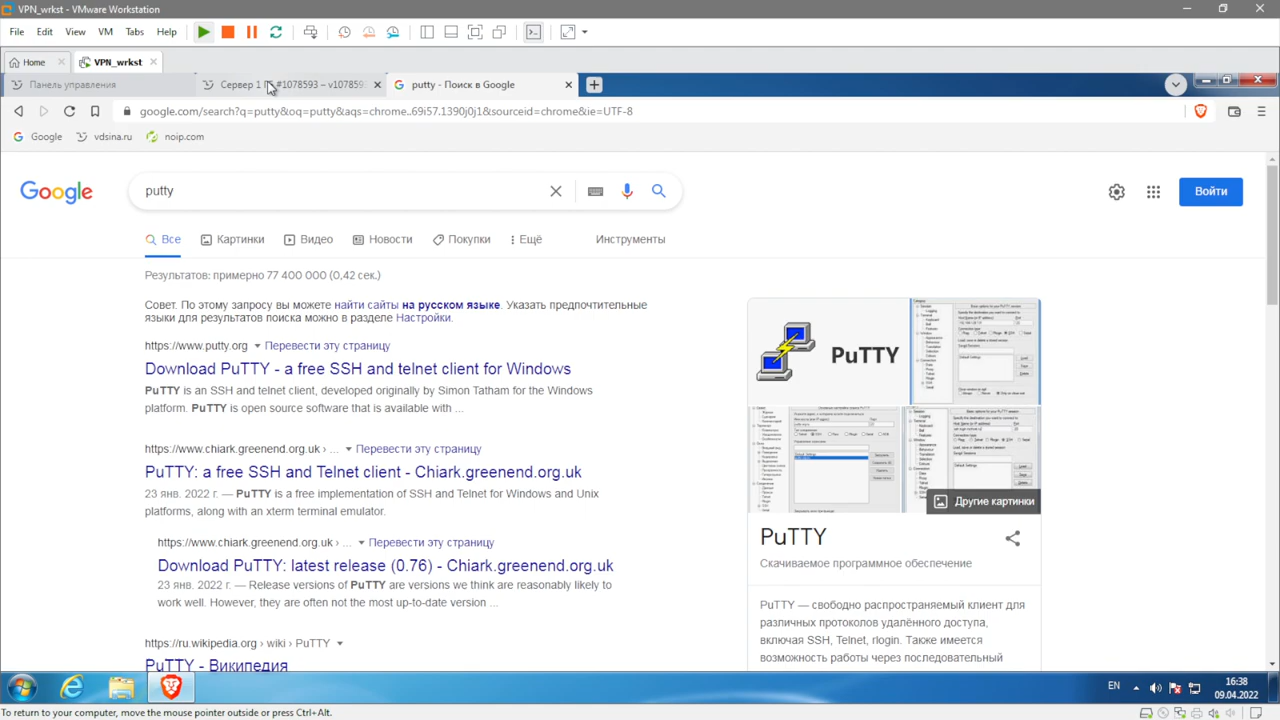 VPN_wrkst - VMware Workstation
File Edit View VM Tabs Help
Home VPN_wrkst
Панель управления
Сервер 1 #1078593 – v107859
putty - Поиск в Google
google.com/search?q=putty&oq=putty&aqs=chrome..69i57.1390j0j1&sourceid=chrome&ie=UTF-8
Google vdsina.ru noip.com
Google
putty
Войти
Все Картинки Видео Новости Покупки Ещё Инструменты
Результатов: примерно 77 400 000 (0,42 сек.)
Совет. По этому запросу вы можете найти сайты на русском языке. Указать предпочтительные
языки для результатов поиска можно в разделе Настройки.
https://www.putty.org страницу
Download PuTTY - a free SSH and telnet client for Windows
PuTTY is an SSH and telnet client, developed originally by Simon Tatham for the Windows
platform. PuTTY is open source software that is available with ...
https://www.chiark.greenend.org.uk › ... Перевести эту страницу
PuTTY: a free SSH and Telnet client - Chiark.greenend.org.uk
23 янв. 2022 г. — PuTTY is a free implementation of SSH and Telnet for Windows and Unix
platforms, along with an xterm terminal emulator.
https://www.chiark.greenend.org.uk › ... Перевести эту страницу
Download PuTTY: latest release (0.76) - Chiark.greenend.org.uk
23 янв. 2022 г. — Release versions of PuTTY are versions we think are reasonably likely to
work well. However, they are often not the most up-to-date version ...
https://ru.wikipedia.org › wiki › PuTTY
PuTTY - Википедия
PuTTY
Другие картинки
PuTTY
Скачиваемое программное обеспечение
PuTTY — свободно распространяемый клиент для
различных протоколов удалённого доступа,
включая SSH, Telnet, rlogin. Также имеется
возможность работы через последовательный
EN
16:38
09.04.2022
To return to your computer, move the mouse pointer outside or press Ctrl+Alt.